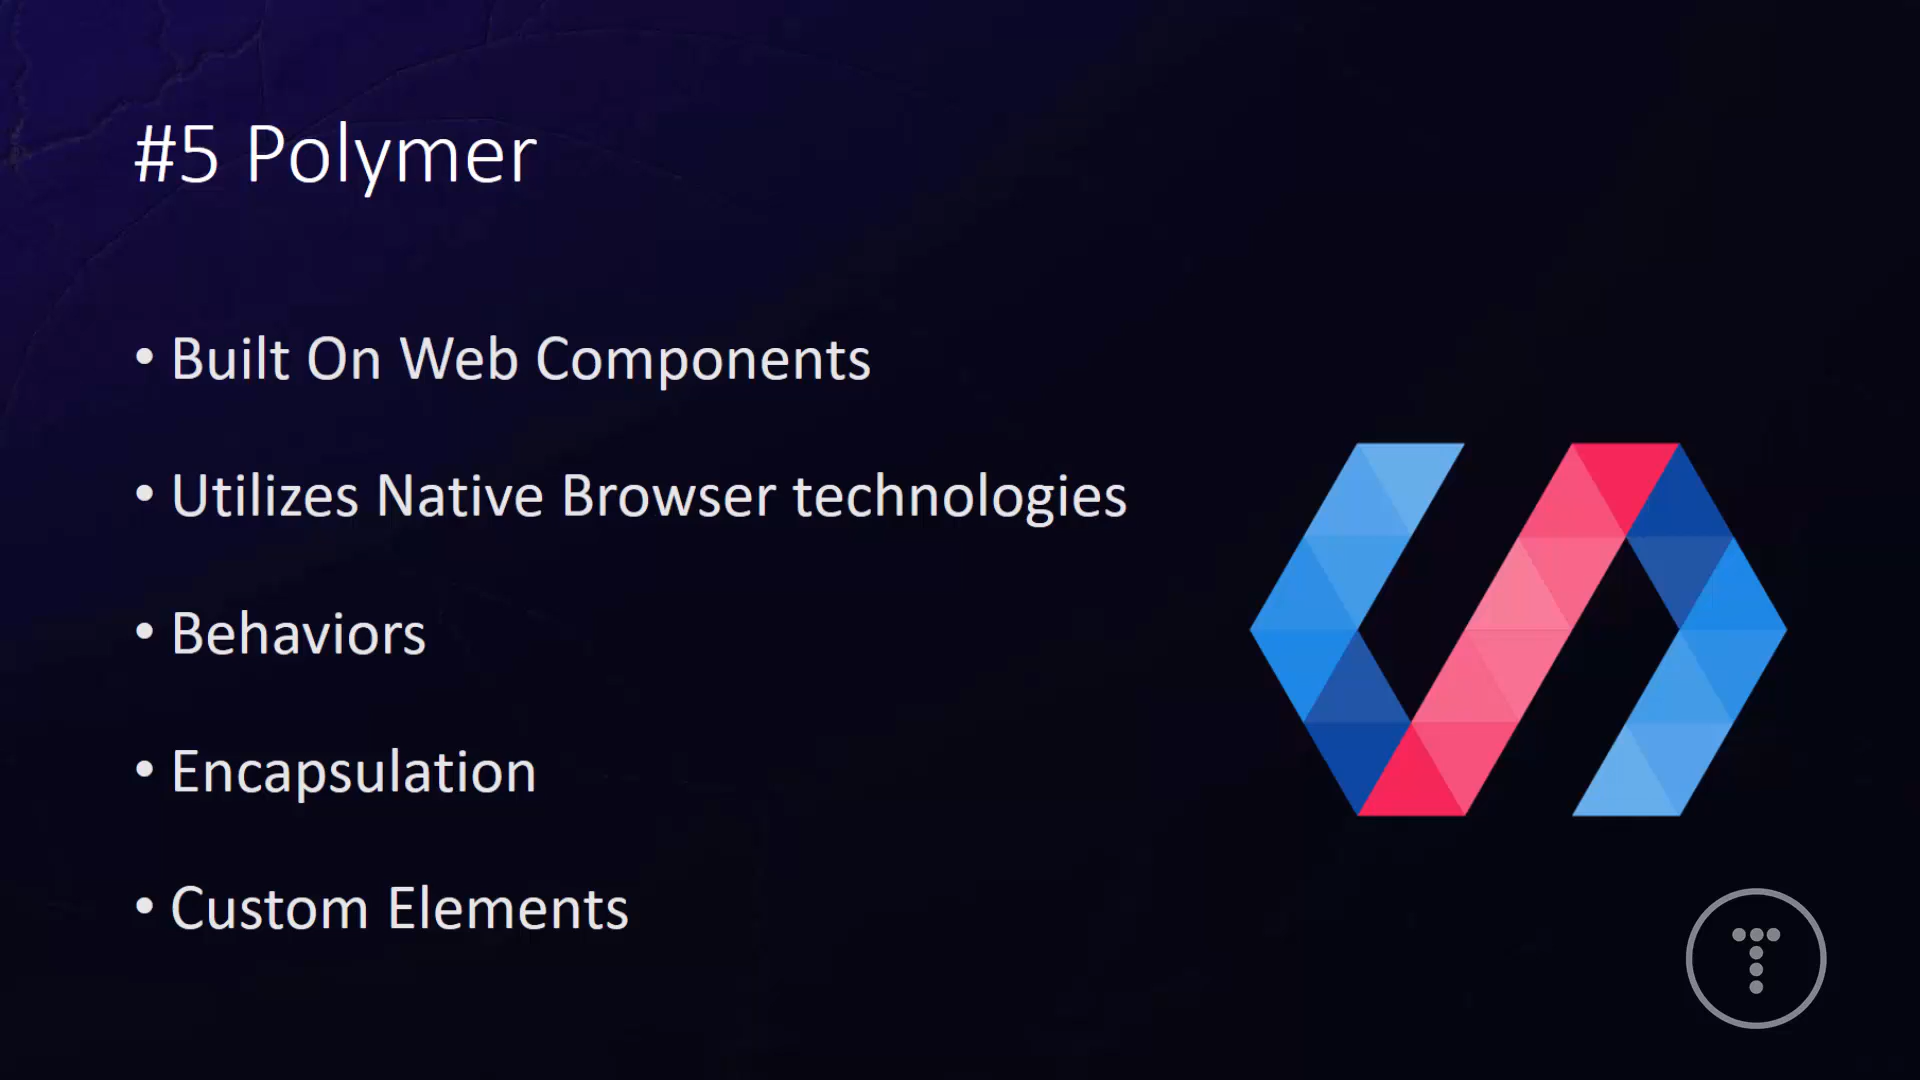 #5 Polymer
• Built On Web Components
• Utilizes Native Browser technologies
• Behaviors
• Encapsulation
• Custom Elements
T